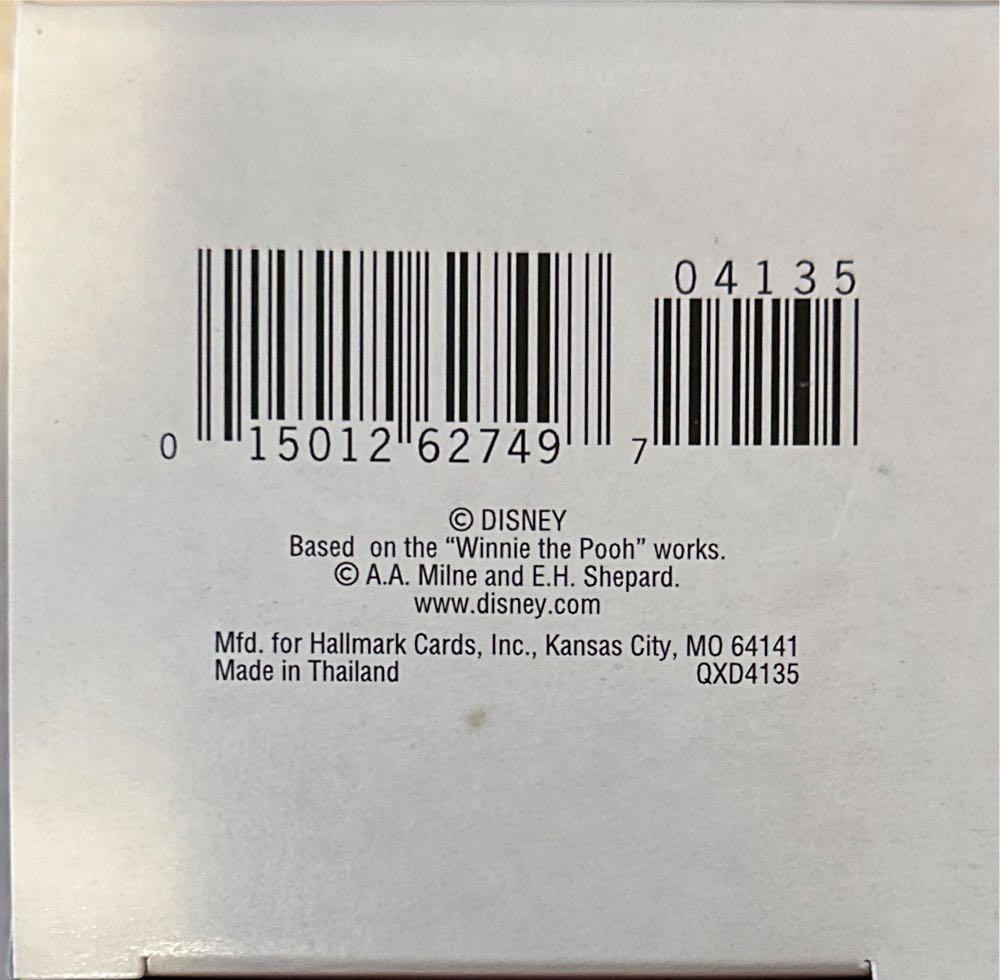 04135
0 15012 62749 7
© DISNEY
Based on the “Winnie the Pooh” works.
© A.A. Milne and E.H. Shepard.
www.disney.com
Mfd. for Hallmark Cards, Inc., Kansas City, MO 64141
Made in Thailand QXD4135